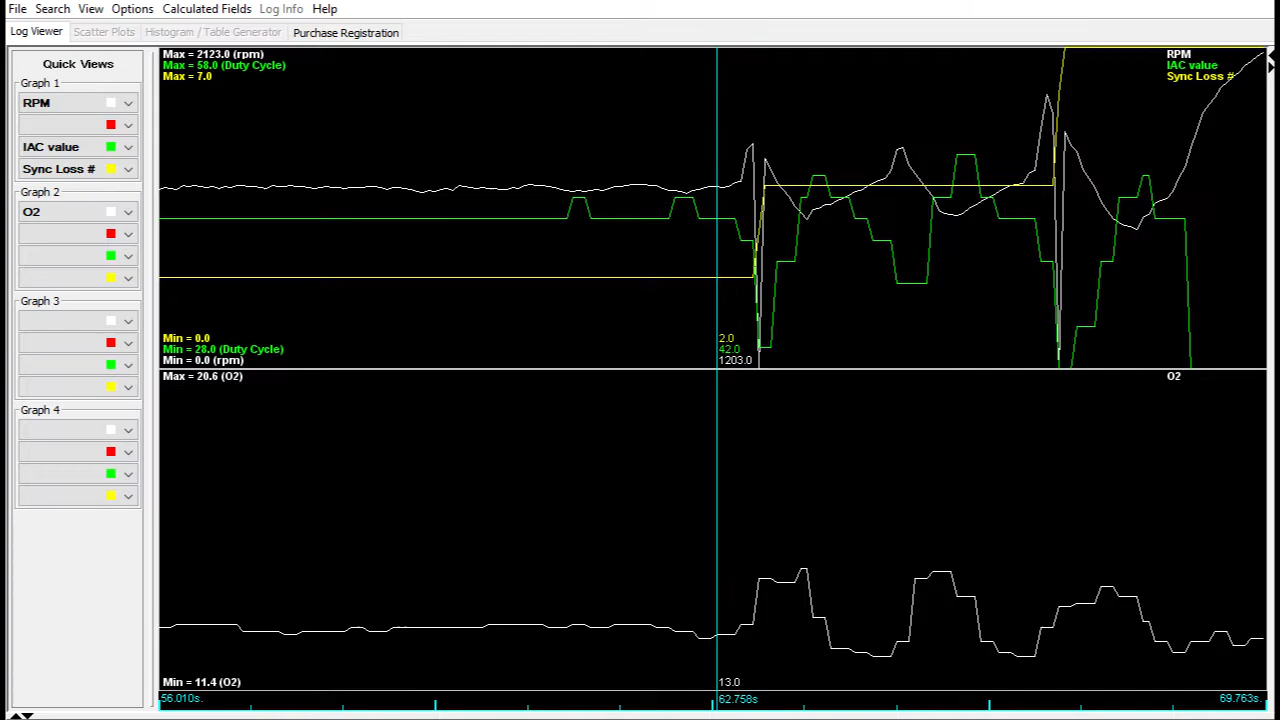 File Search View Options Calculated Fields Log Info Help
Log Viewer Scatter Plots Histogram / Table Generator Purchase Registration
Quick Views
Graph 1
RPM
IAC value
Sync Loss #
Graph 2
O2
Graph 3
Graph 4
Max = 2123.0 (rpm)
Max = 58.0 (Duty Cycle)
Max = 7.0
RPM
IAC value
Sync Loss #
Min = 0.0
Min = 28.0 (Duty Cycle)
Min = 0.0 (rpm)
2.0
42.0
1203.0
Max = 20.6 (O2)
O2
Min = 11.4 (O2)
13.0
56.010s.
62.758s
69.763s